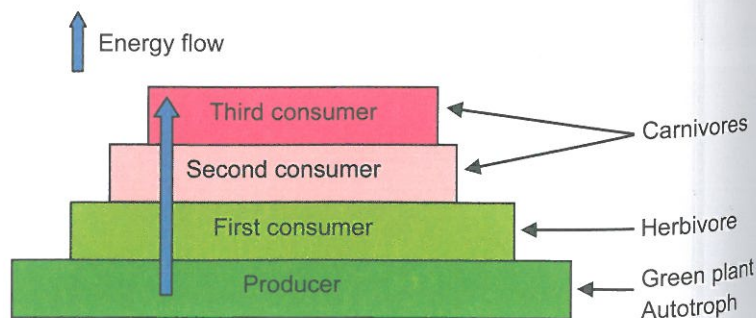 Energy flow
Third consumer
Carnivores
Second consumer
First consumer
Herbivore
Producer
Green plant
Autotroph